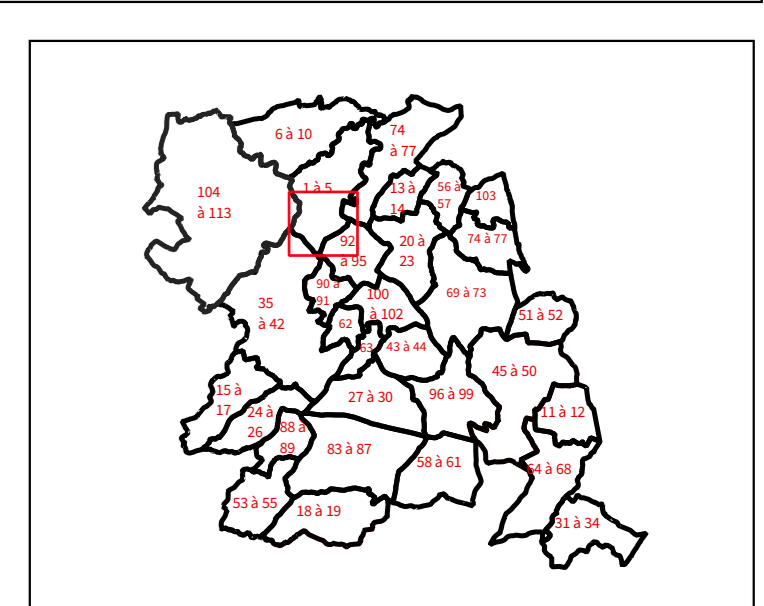 74
à 77
6 à 10
1 à 5
104
à 113
13 à
14
56 à
57
103
92
à 95
20 à
23
74 à 77
90 à
91
100
à 102
69 à 73
35
à 42
62
51 à 52
63
43 à 44
45 à 50
15 à
17
24 à
26
27 à 30
96 à 99
11 à 12
88 à
89
83 à 87
58 à 61
64 à 68
53 à 55
18 à 19
31 à 34